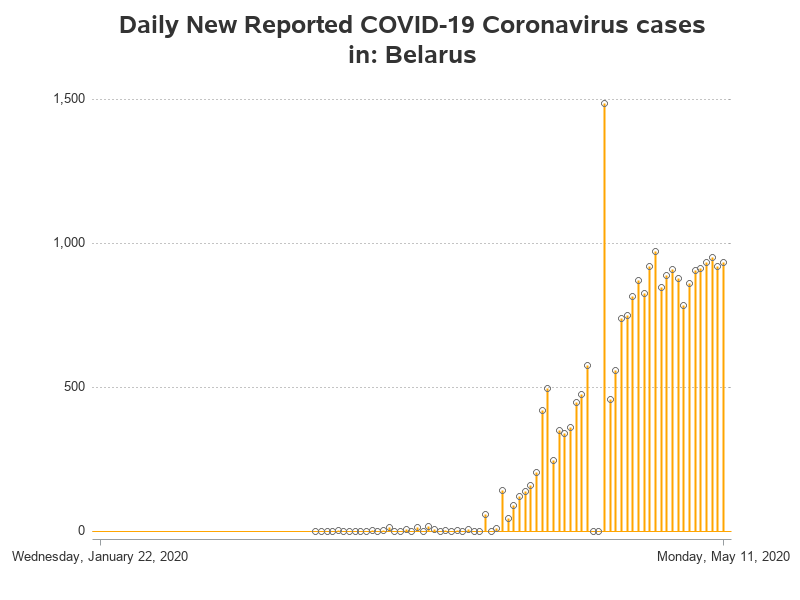 Daily New Reported COVID-19 Coronavirus cases
in: Belarus
1,500
1,000
500
0
Wednesday, January 22, 2020
Monday, May 11, 2020